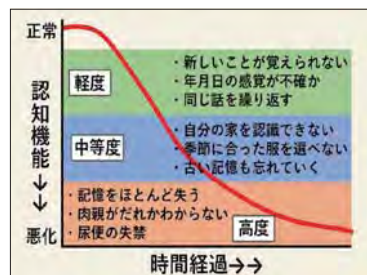 正常
認知機能→→
悪化
軽度
・新しいことが覚えられない
・年月日の感覚が不確か
・同じ話を繰り返す
中等度
・自分の家を認識できない
・季節に合った服を選べない
・古い記憶も忘れていく
・記憶をほとんど失う
・肉親がだれかわからない
・尿便の失禁
高度
時間経過→→